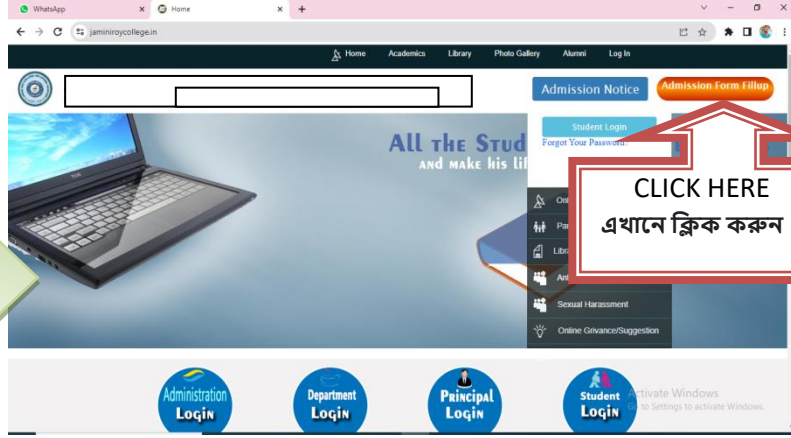 WhatsApp
Home
jaminiroycollege.in
Home Academics Library Photo Gallery Alumni Log In
Admission Notice
Admission Form Fillup
Student Login
Forgot Your Password?
All the Stud
and make his lif
CLICK HERE
এখানে ক্লিক করুন
Sexual Harassment
Online Grivance/Suggestion
Administration
Login
Department
Login
Principal
Login
Student
Login
Activate Windows
Go to Settings to activate Windows.